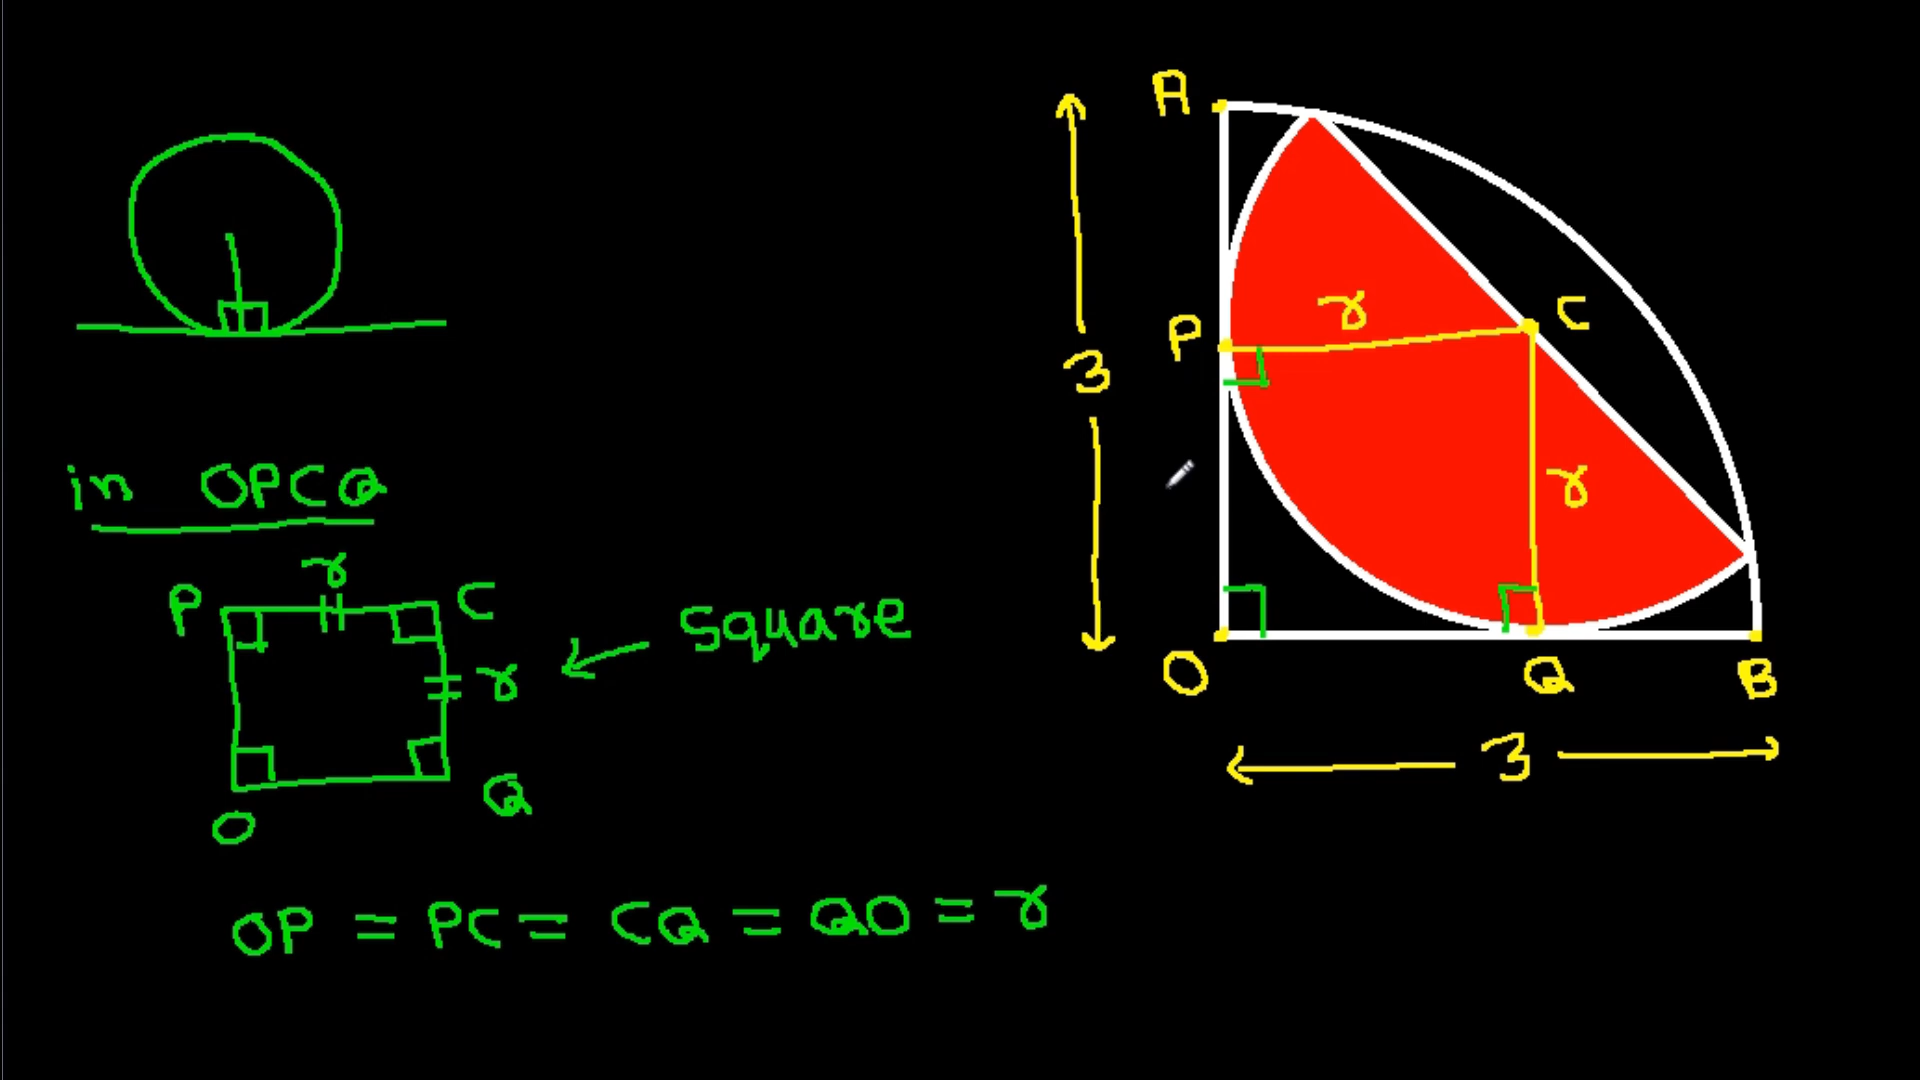 in OPCQ
P r C
r
O Q
Square
OP = PC = CQ = QO = r
A
P r C
3
r
O Q B
3